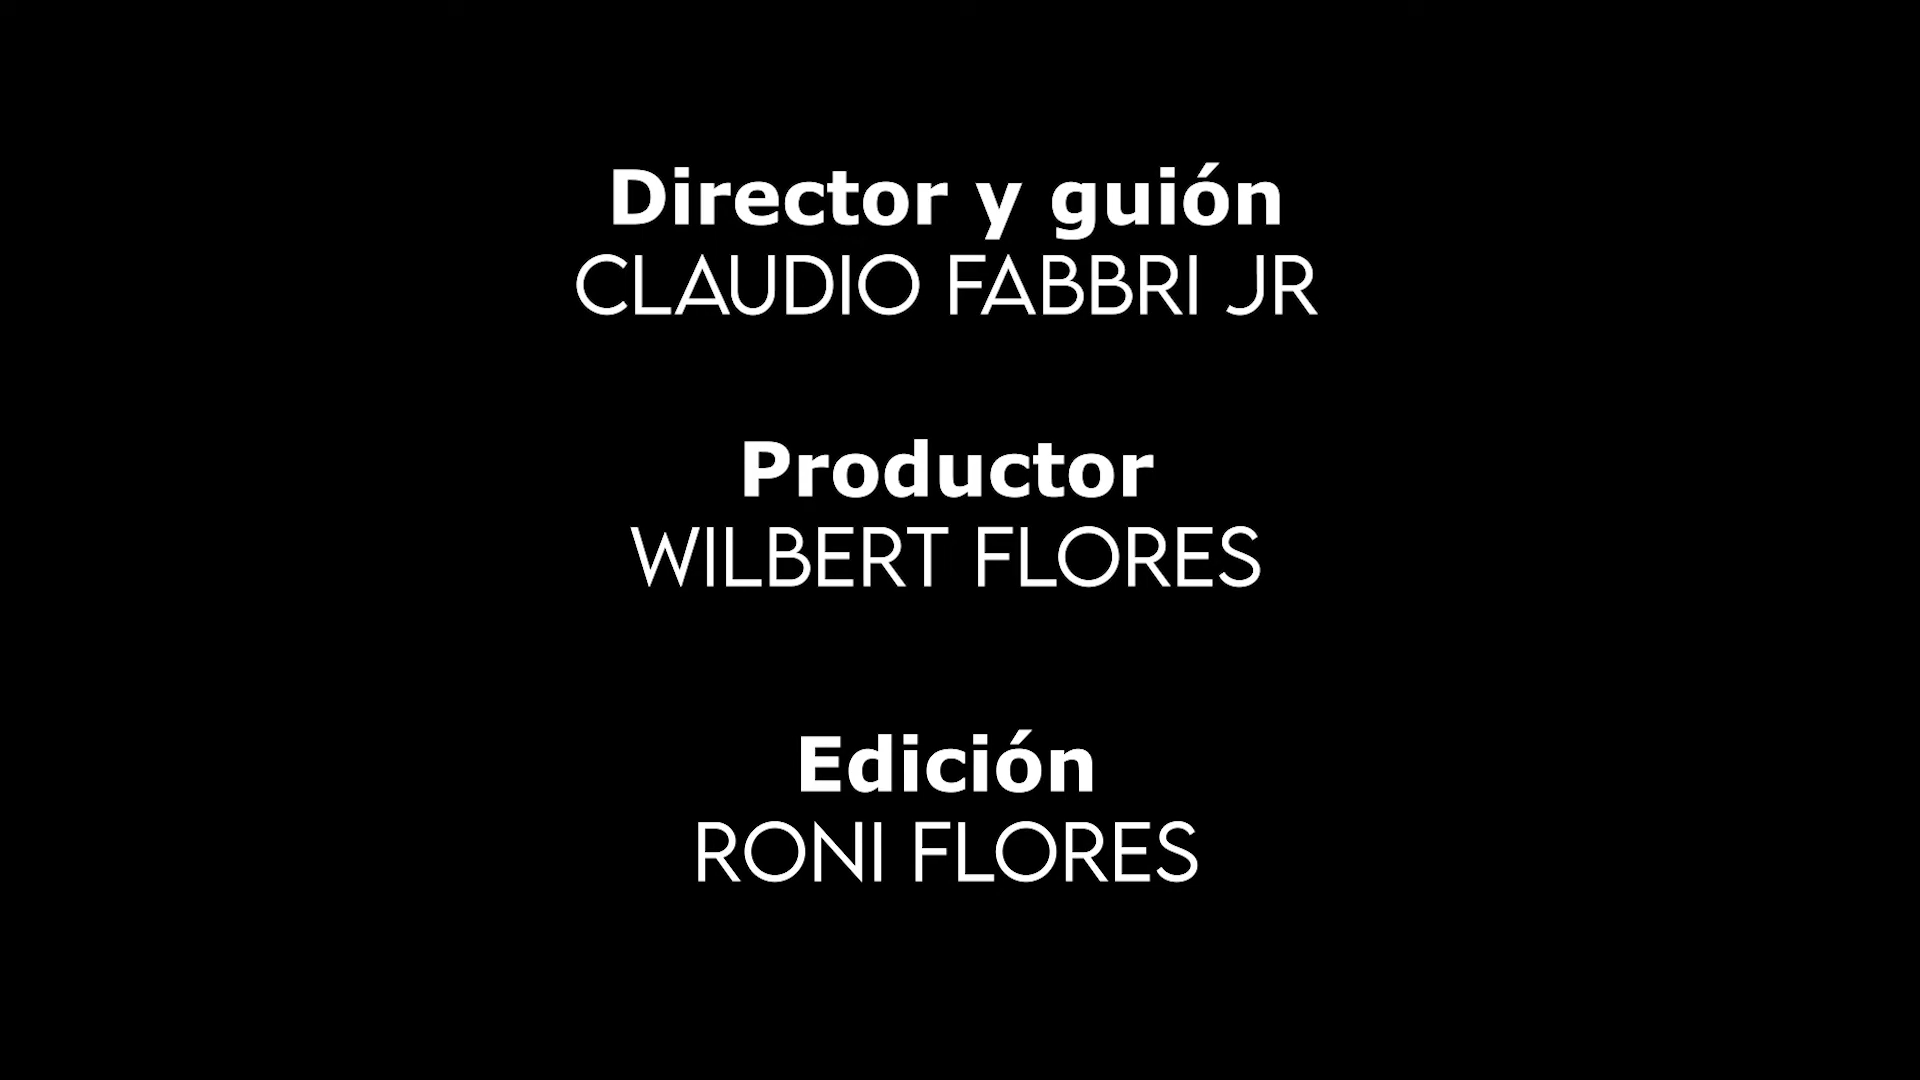 Director y guión
CLAUDIO FABBRI JR
Productor
WILBERT FLORES
Edición
RONI FLORES